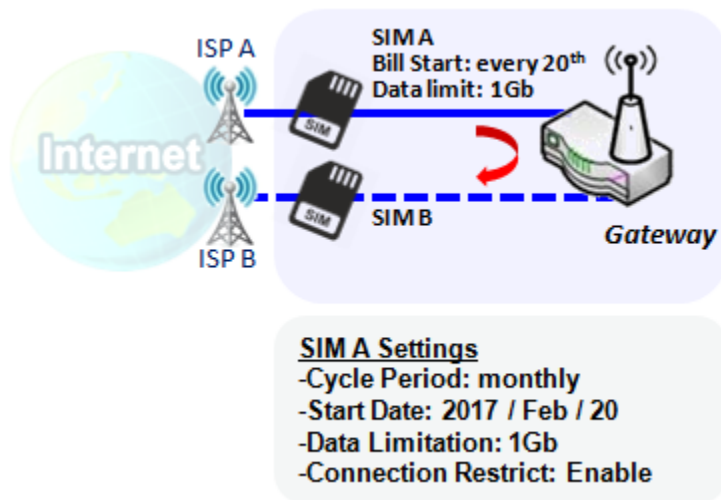 ISP A
SIM A
Bill Start: every 20th
Data limit: 1Gb
SIM
Internet
SIM
SIM B
Gateway
ISP B
SIM A Settings
-Cycle Period: monthly
-Start Date: 2017 / Feb / 20
-Data Limitation: 1Gb
-Connection Restrict: Enable